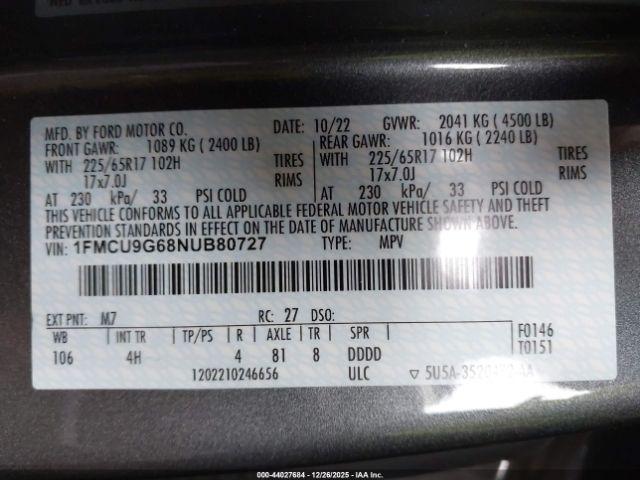 MFD. BY FORD MOTOR CO. DATE: 10/22 GVWR: 2041 KG ( 4500 LB)
FRONT GAWR: 1089 KG ( 2400 LB) REAR GAWR: 1016 KG ( 2240 LB)
WITH 225/65R17 102H TIRES WITH 225/65R17 102H TIRES
17x7.0J RIMS 17x7.0J RIMS
AT 230 kPa/ 33 PSI COLD AT 230 kPa/ 33 PSI COLD
THIS VEHICLE CONFORMS TO ALL APPLICABLE FEDERAL MOTOR VEHICLE SAFETY AND THEFT
PREVENTION STANDARDS IN EFFECT ON THE DATE OF MANUFACTURE SHOWN ABOVE.
VIN: 1FMCU9G68NUB80727 TYPE: MPV
EXT PNT: M7 RC: 27 DSO:
WB INT TR TP/PS R AXLE TR SPR F0146
106 4H 4 81 8 DDDD T0151
1202210246656 ULC ▽ 5U5A-3520472-AA
000-44027684 - 12/26/2025 - IAA Inc.